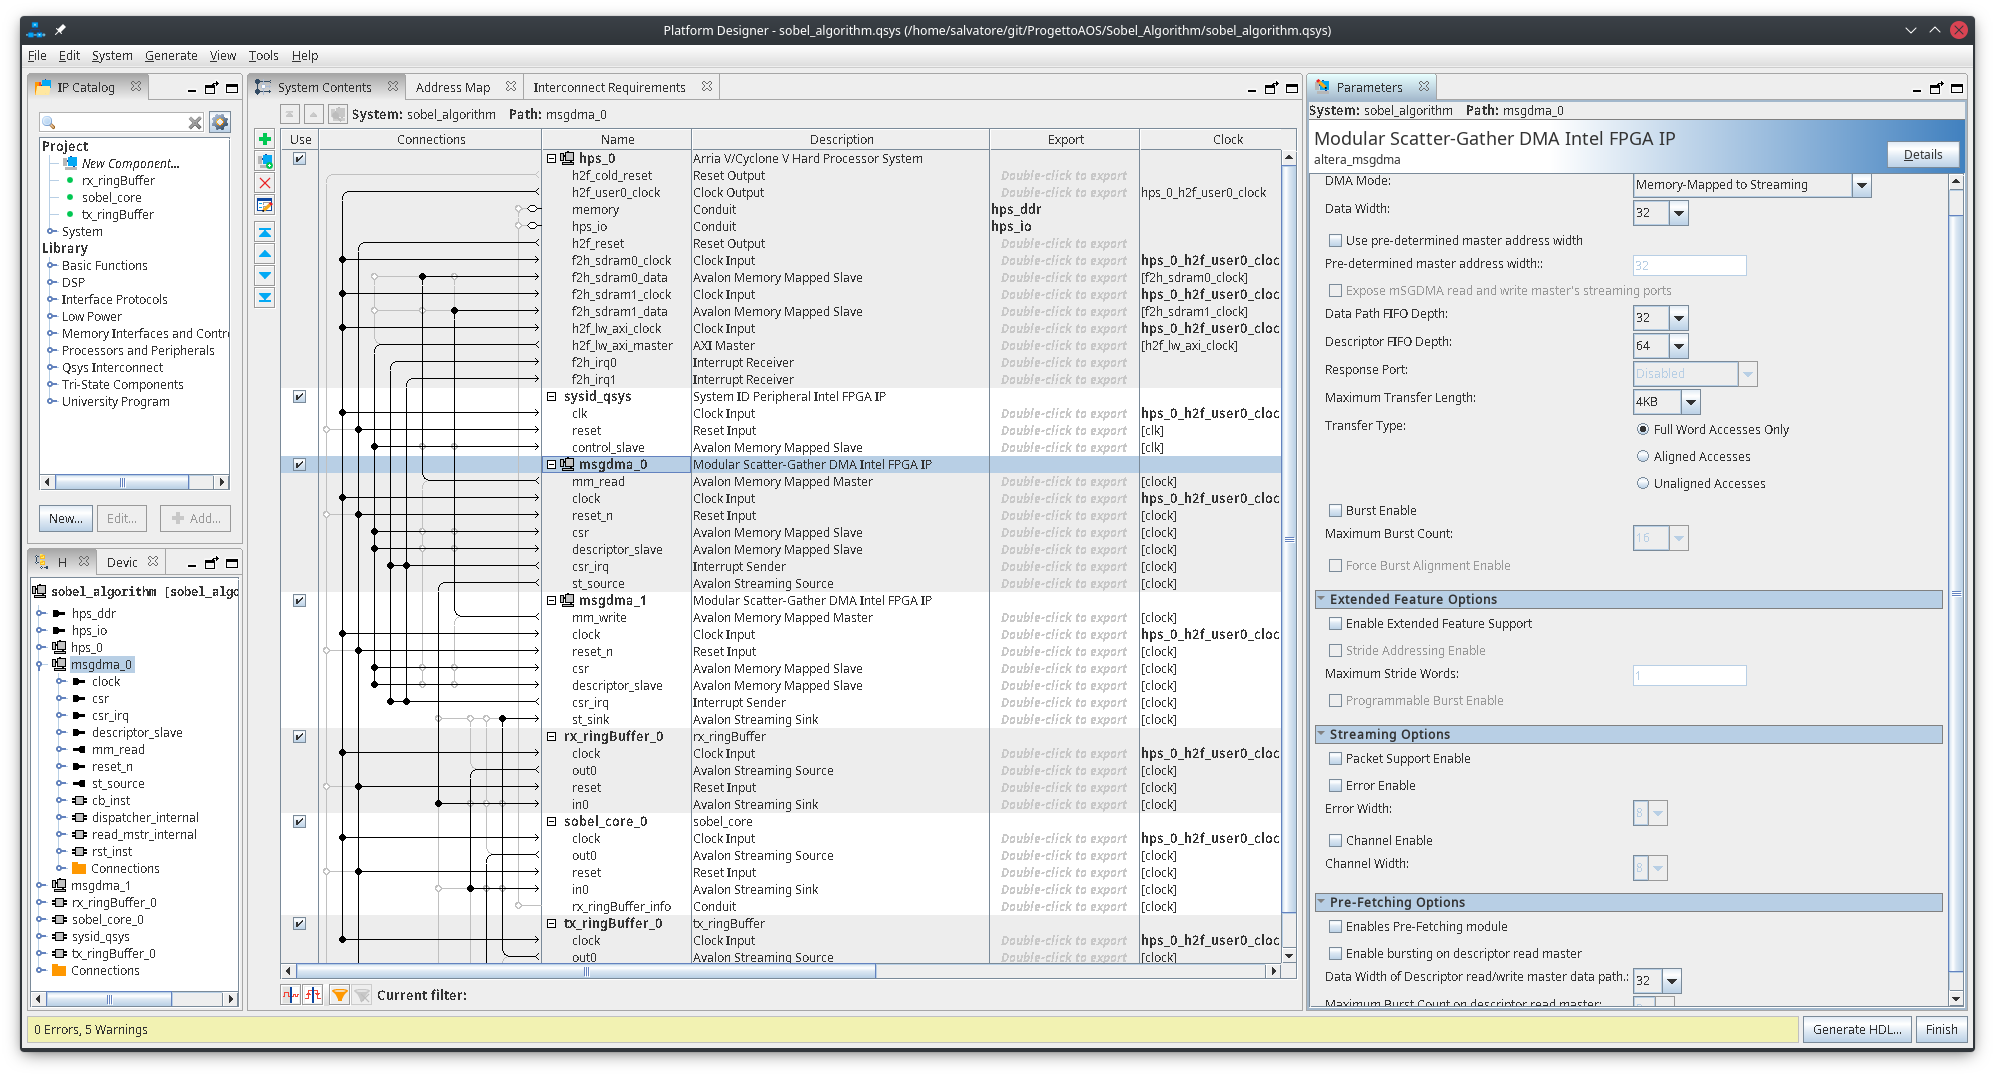 Platform Designer - sobel_algorithm.qsys (/home/salvatore/git/ProgettoAOS/Sobel_Algorithm/sobel_algorithm.qsys)
File Edit System Generate View Tools Help
IP Catalog
Project
New Component...
rx_ringBuffer
sobel_core
tx_ringBuffer
System
Library
Basic Functions
DSP
Interface Protocols
Low Power
Memory Interfaces and Contro
Processors and Peripherals
Qsys Interconnect
Tri-State Components
University Program
New... Edit... Add...
H Devic
sobel_algorithm [sobel_algo
hps_ddr
hps_io
hps_0
msgdma_0
clock
csr
csr_irq
descriptor_slave
mm_read
reset_n
st_source
cb_inst
dispatcher_internal
read_mstr_internal
rst_inst
Connections
msgdma_1
rx_ringBuffer_0
sobel_core_0
sysid_qsys
tx_ringBuffer_0
Connections
System Contents Address Map Interconnect Requirements
System: sobel_algorithm Path: msgdma_0
Use Connections Name Description Export Clock
hps_0 Arria V/Cyclone V Hard Processor System
h2f_cold_reset Reset Output Double-click to export
h2f_user0_clock Clock Output Double-click to export hps_0_h2f_user0_clock
memory Conduit hps_ddr
hps_io Conduit hps_io
h2f_reset Reset Output Double-click to export
f2h_sdram0_clock Clock Input Double-click to export hps_0_h2f_user0_cloc
f2h_sdram0_data Avalon Memory Mapped Slave Double-click to export [f2h_sdram0_clock]
f2h_sdram1_clock Clock Input Double-click to export hps_0_h2f_user0_cloc
f2h_sdram1_data Avalon Memory Mapped Slave Double-click to export [f2h_sdram1_clock]
h2f_lw_axi_clock Clock Input Double-click to export hps_0_h2f_user0_cloc
h2f_lw_axi_master AXI Master Double-click to export [h2f_lw_axi_clock]
f2h_irq0 Interrupt Receiver Double-click to export
f2h_irq1 Interrupt Receiver Double-click to export
sysid_qsys System ID Peripheral Intel FPGA IP
clk Clock Input Double-click to export hps_0_h2f_user0_cloc
reset Reset Input Double-click to export [clk]
control_slave Avalon Memory Mapped Slave Double-click to export [clk]
msgdma_0 Modular Scatter-Gather DMA Intel FPGA IP
mm_read Avalon Memory Mapped Master Double-click to export [clock]
clock Clock Input Double-click to export hps_0_h2f_user0_cloc
reset_n Reset Input Double-click to export [clock]
csr Avalon Memory Mapped Slave Double-click to export [clock]
descriptor_slave Avalon Memory Mapped Slave Double-click to export [clock]
csr_irq Interrupt Sender Double-click to export [clock]
st_source Avalon Streaming Source Double-click to export [clock]
msgdma_1 Modular Scatter-Gather DMA Intel FPGA IP
mm_write Avalon Memory Mapped Master Double-click to export [clock]
clock Clock Input Double-click to export hps_0_h2f_user0_cloc
reset_n Reset Input Double-click to export [clock]
csr Avalon Memory Mapped Slave Double-click to export [clock]
descriptor_slave Avalon Memory Mapped Slave Double-click to export [clock]
csr_irq Interrupt Sender Double-click to export [clock]
st_sink Avalon Streaming Sink Double-click to export [clock]
rx_ringBuffer_0 rx_ringBuffer
clock Clock Input Double-click to export hps_0_h2f_user0_cloc
out0 Avalon Streaming Source Double-click to export [clock]
reset Reset Input Double-click to export [clock]
in0 Avalon Streaming Sink Double-click to export [clock]
sobel_core_0 sobel_core
clock Clock Input Double-click to export hps_0_h2f_user0_cloc
out0 Avalon Streaming Source Double-click to export [clock]
reset Reset Input Double-click to export [clock]
in0 Avalon Streaming Sink Double-click to export [clock]
rx_ringBuffer_info Conduit Double-click to export [clock]
tx_ringBuffer_0 tx_ringBuffer
clock Clock Input Double-click to export hps_0_h2f_user0_cloc
out0 Avalon Streaming Source Double-click to export [clock]
Current filter:
Parameters
System: sobel_algorithm Path: msgdma_0
Modular Scatter-Gather DMA Intel FPGA IP
altera_msgdma
Details
DMA Mode: Memory-Mapped to Streaming
Data Width: 32
Use pre-determined master address width
Pre-determined master address width:: 32
Expose mSGDMA read and write master's streaming ports
Data Path FIFO Depth: 32
Descriptor FIFO Depth: 64
Response Port: Disabled
Maximum Transfer Length: 4KB
Transfer Type: Full Word Accesses Only
Aligned Accesses
Unaligned Accesses
Burst Enable
Maximum Burst Count: 16
Force Burst Alignment Enable
Extended Feature Options
Enable Extended Feature Support
Stride Addressing Enable
Maximum Stride Words: 1
Programmable Burst Enable
Streaming Options
Packet Support Enable
Error Enable
Error Width: 8
Channel Enable
Channel Width: 8
Pre-Fetching Options
Enables Pre-Fetching module
Enable bursting on descriptor read master
Data Width of Descriptor read/write master data path.: 32
Maximum Burst Count on descriptor read master:
0 Errors, 5 Warnings
Generate HDL... Finish